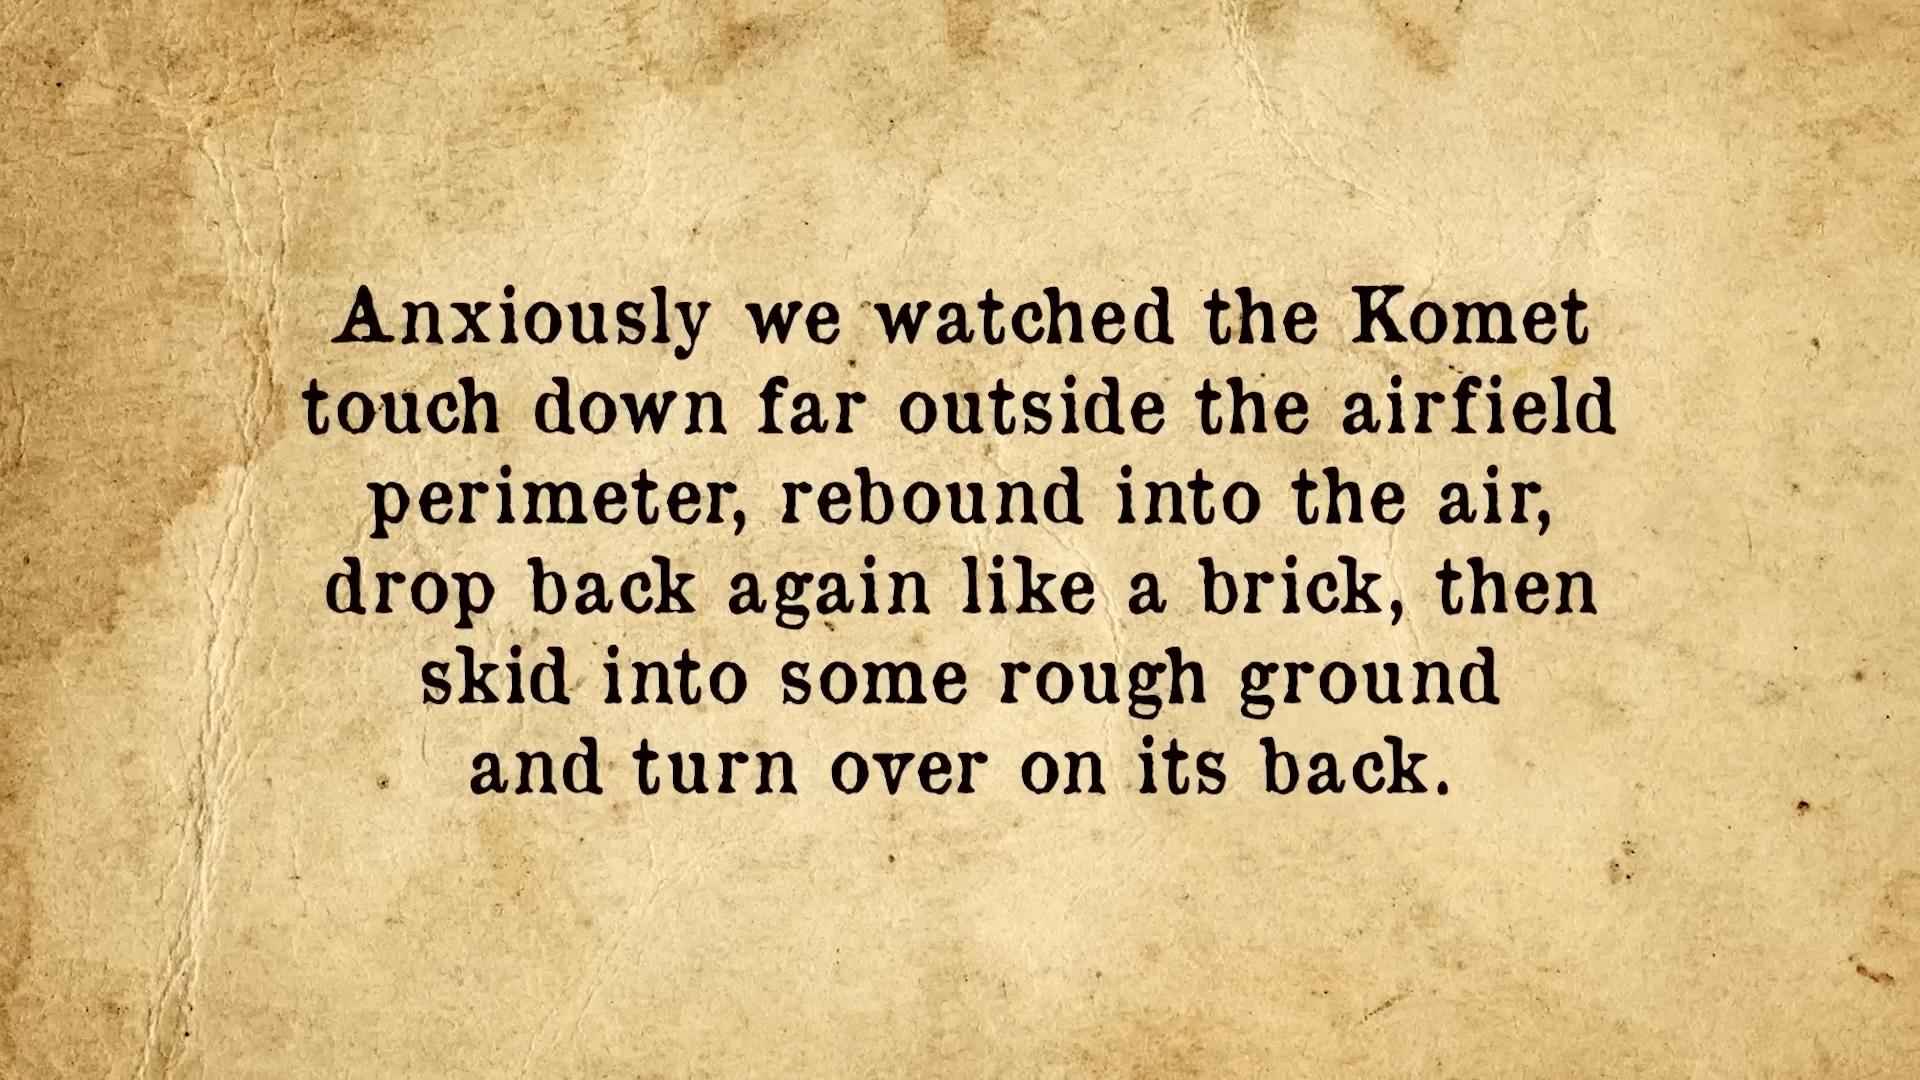 Anxiously we watched the Komet
touch down far outside the airfield
perimeter, rebound into the air,
drop back again like a brick, then
skid into some rough ground
and turn over on its back.